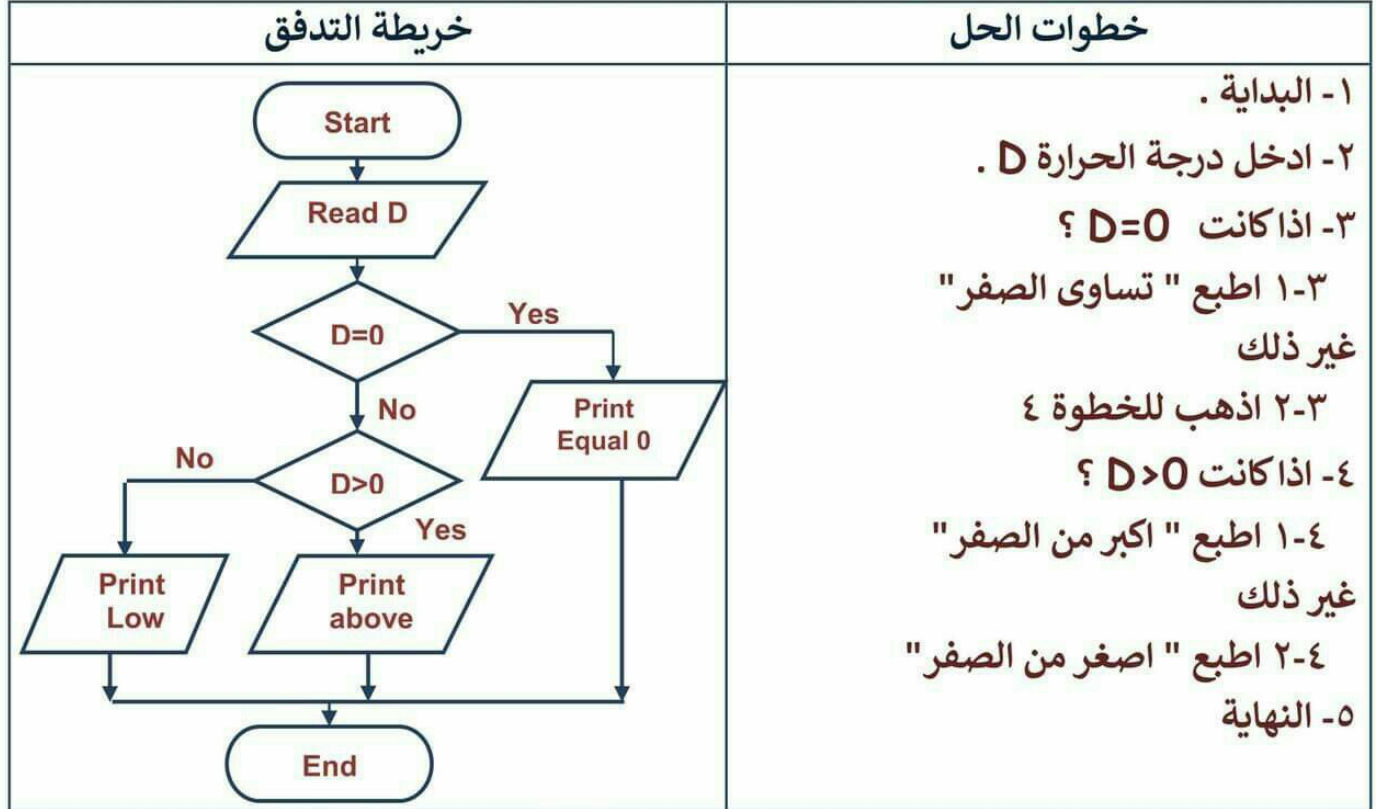 خطوات الحل
١- البداية .
٢- ادخل درجة الحرارة D .
٣- اذا كانت D=0 ؟
٣-١ اطبع " تساوى الصفر"
غير ذلك
٣-٢ اذهب للخطوة ٤
٤- اذا كانت D>0 ؟
٤-١ اطبع " اكبر من الصفر"
غير ذلك
٤-٢ اطبع " اصغر من الصفر"
٥- النهاية
خريطة التدفق
Start
Read D
D=0
Yes
Print
Equal 0
No
D>0
No
Yes
Print
Low
Print
above
End